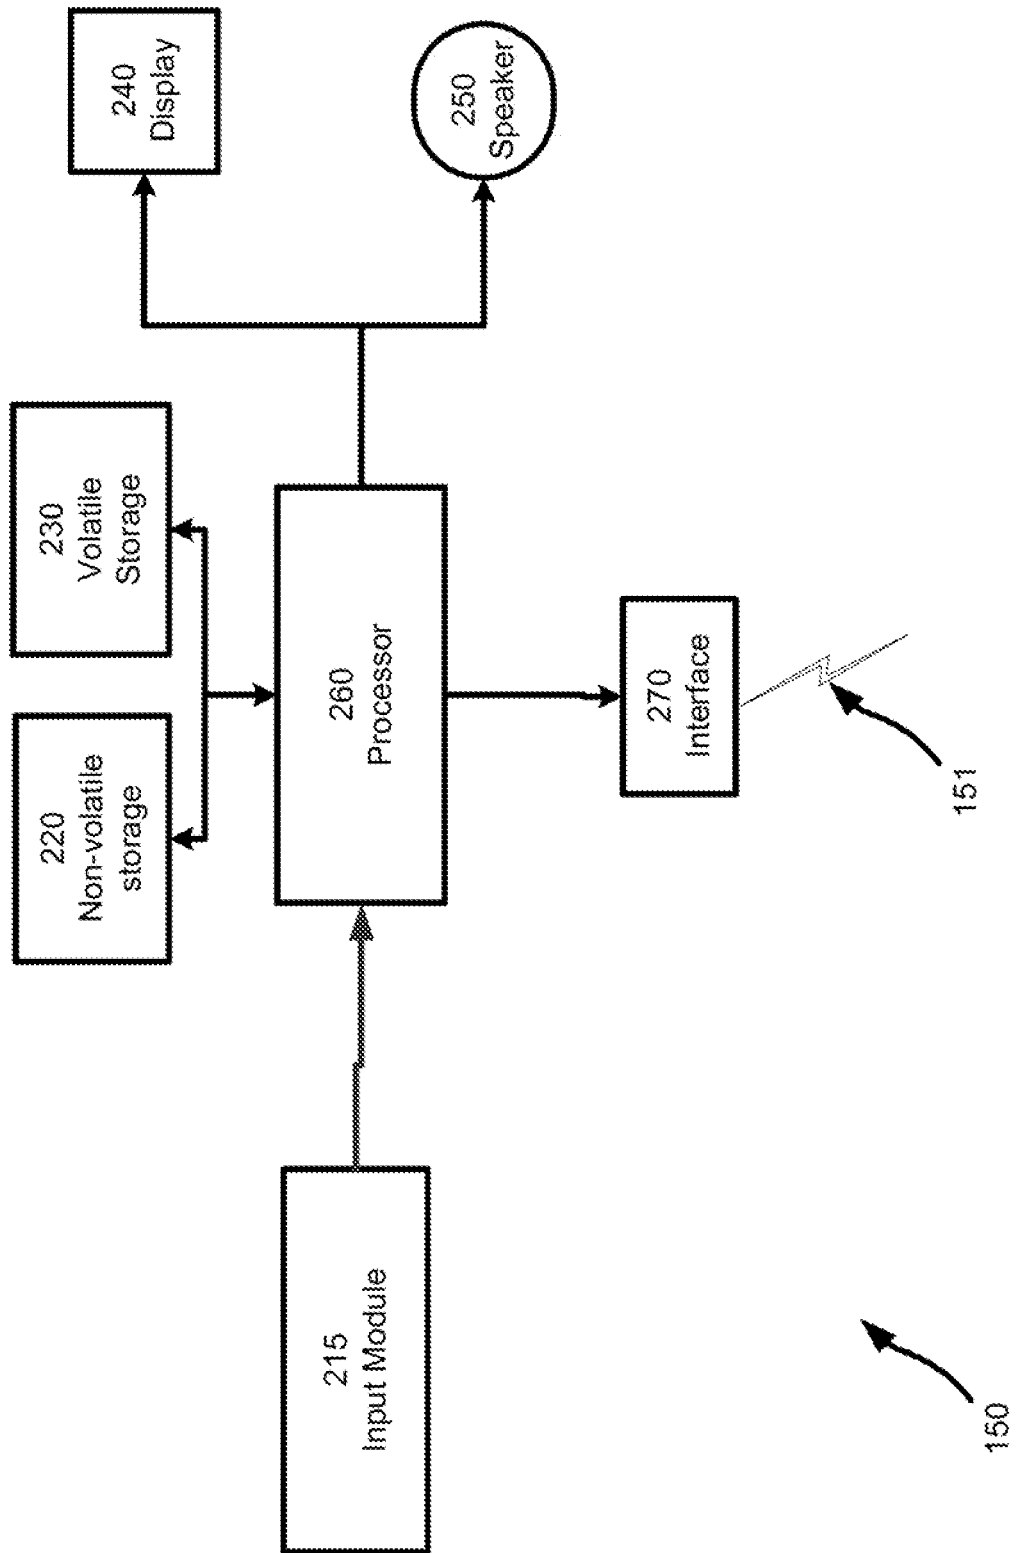 220
Non-volatile
storage
230
Volatile
Storage
240
Display
215
Input Module
260
Processor
250
Speaker
270
Interface
151
150